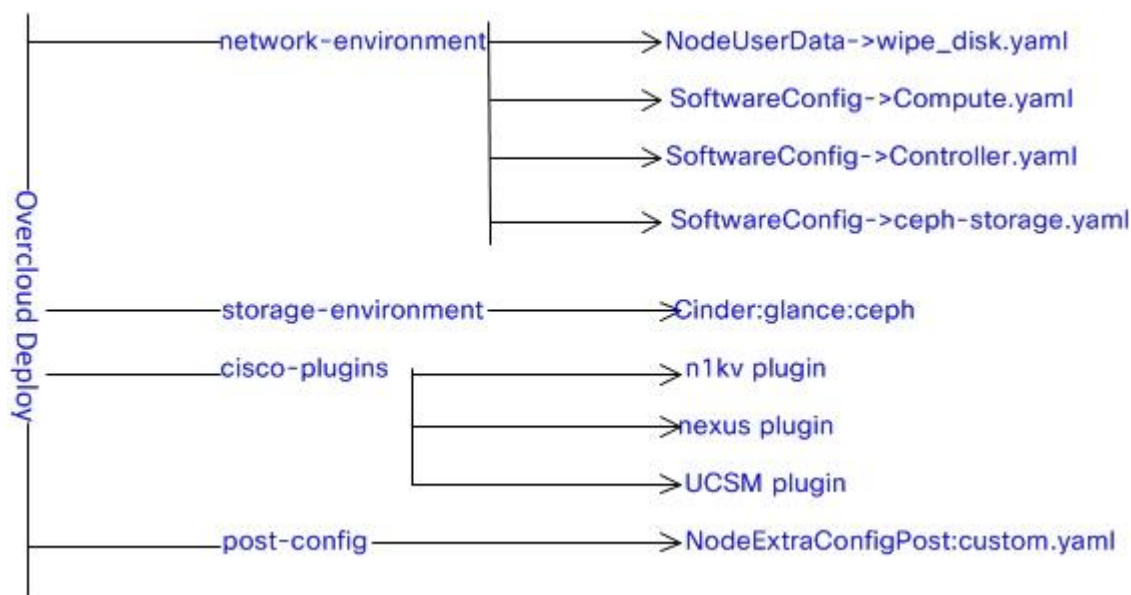 Overcloud Deploy
network-environment
NodeUserData->wipe_disk.yaml
SoftwareConfig->Compute.yaml
SoftwareConfig->Controller.yaml
SoftwareConfig->ceph-storage.yaml
storage-environment
Cinder:glance:ceph
cisco-plugins
n1kv plugin
nexus plugin
UCSM plugin
post-config
NodeExtraConfigPost:custom.yaml